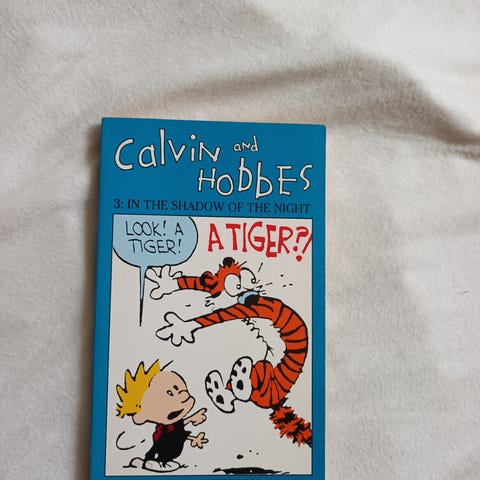 Calvin and
HObbES
3: IN THE SHADOW OF THE NIGHT
LOOK! A
TIGER!
A TIGER?!